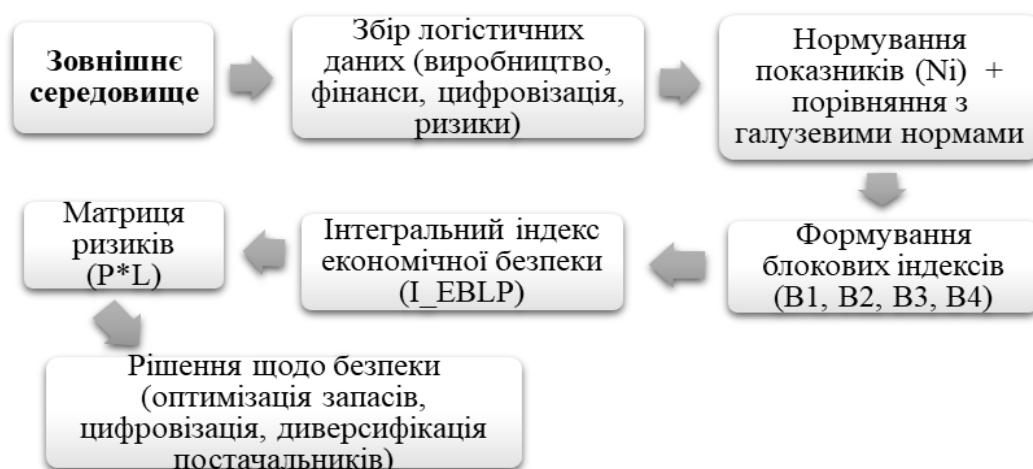 Зовнішнє
середовище
Збір логістичних
даних (виробництво,
фінанси, цифровізація,
ризики)
Нормування
показників (Ni) +
порівняння з
галузевими нормами
Формування
блокових індексів
(B1, B2, B3, B4)
Інтегральний індекс
економічної безпеки
(I_EBLP)
Матриця
ризиків
(P*L)
Рішення щодо безпеки
(оптимізація запасів,
цифровізація, диверсифікація
постачальників)